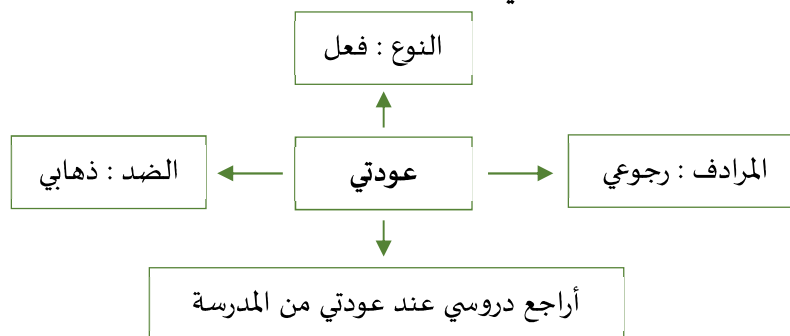 النوع : فعل
المرادف : رجوعي
عودتي
الضد : ذهابي
أراجع دروسي عند عودتي من المدرسة